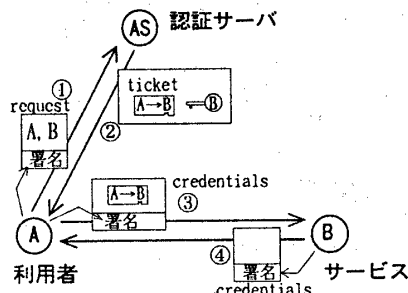 AS 認証サーバ
①
request
A, B
署名
②
ticket
A→B B
A→B
署名
credentials
③
A
利用者
④
署名
credentials
B
サービス